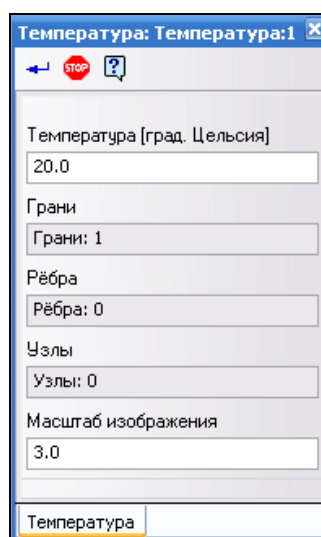 Температура: Температура:1
STOP
?
Температура [град. Цельсия]
20.0
Грани
Грани: 1
Рёбра
Рёбра: 0
Узлы
Узлы: 0
Масштаб изображения
3.0
Температура